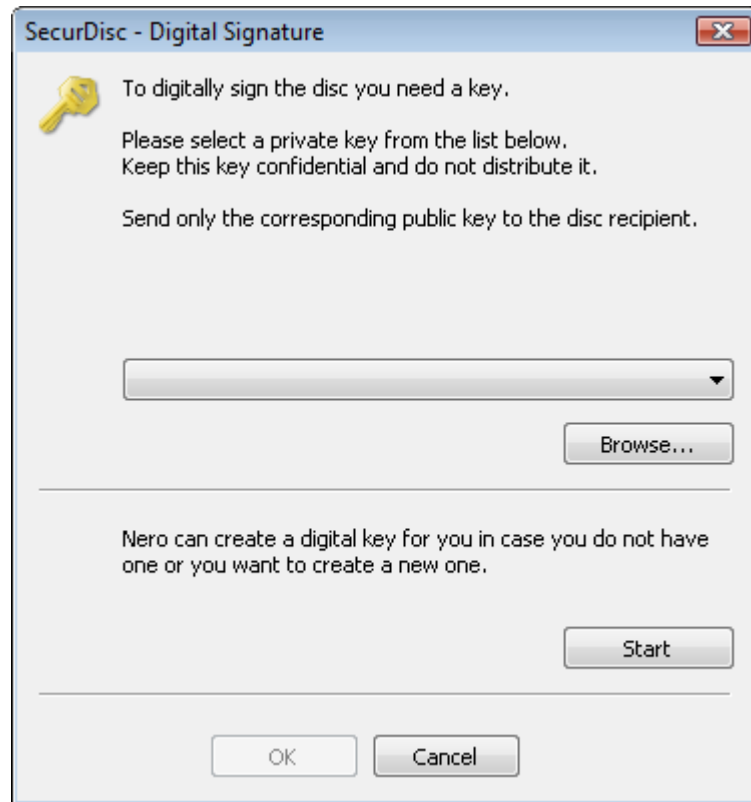 SecurDisc - Digital Signature
To digitally sign the disc you need a key.
Please select a private key from the list below.
Keep this key confidential and do not distribute it.
Send only the corresponding public key to the disc recipient.
Browse...
Nero can create a digital key for you in case you do not have
one or you want to create a new one.
Start
OK
Cancel